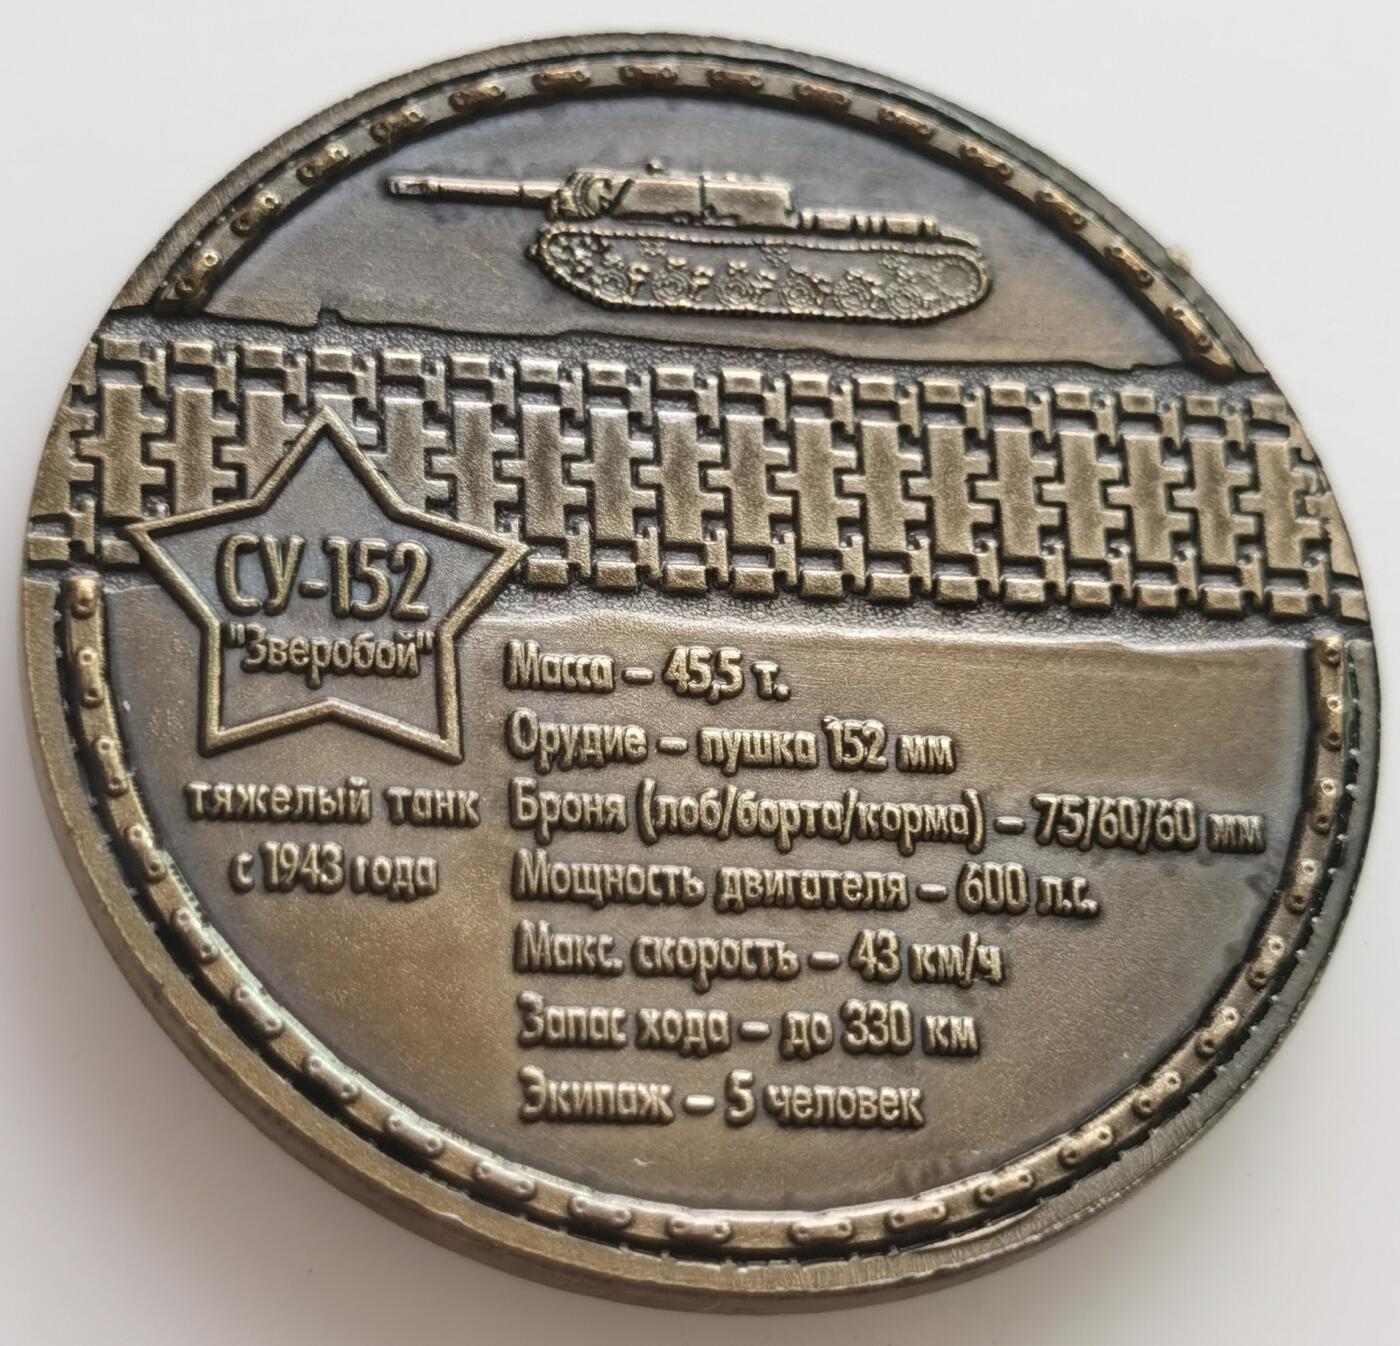 СУ-152
"Зверобой"
тяжелый танк
с 1943 года
Масса – 45,5 т.
Орудие – пушка 152 мм
Броня (лоб/борта/корма) – 75/60/60 мм
Мощность двигателя – 600 л.с.
Макс. скорость – 43 км/ч
Запас хода – до 330 км
Экипаж – 5 человек